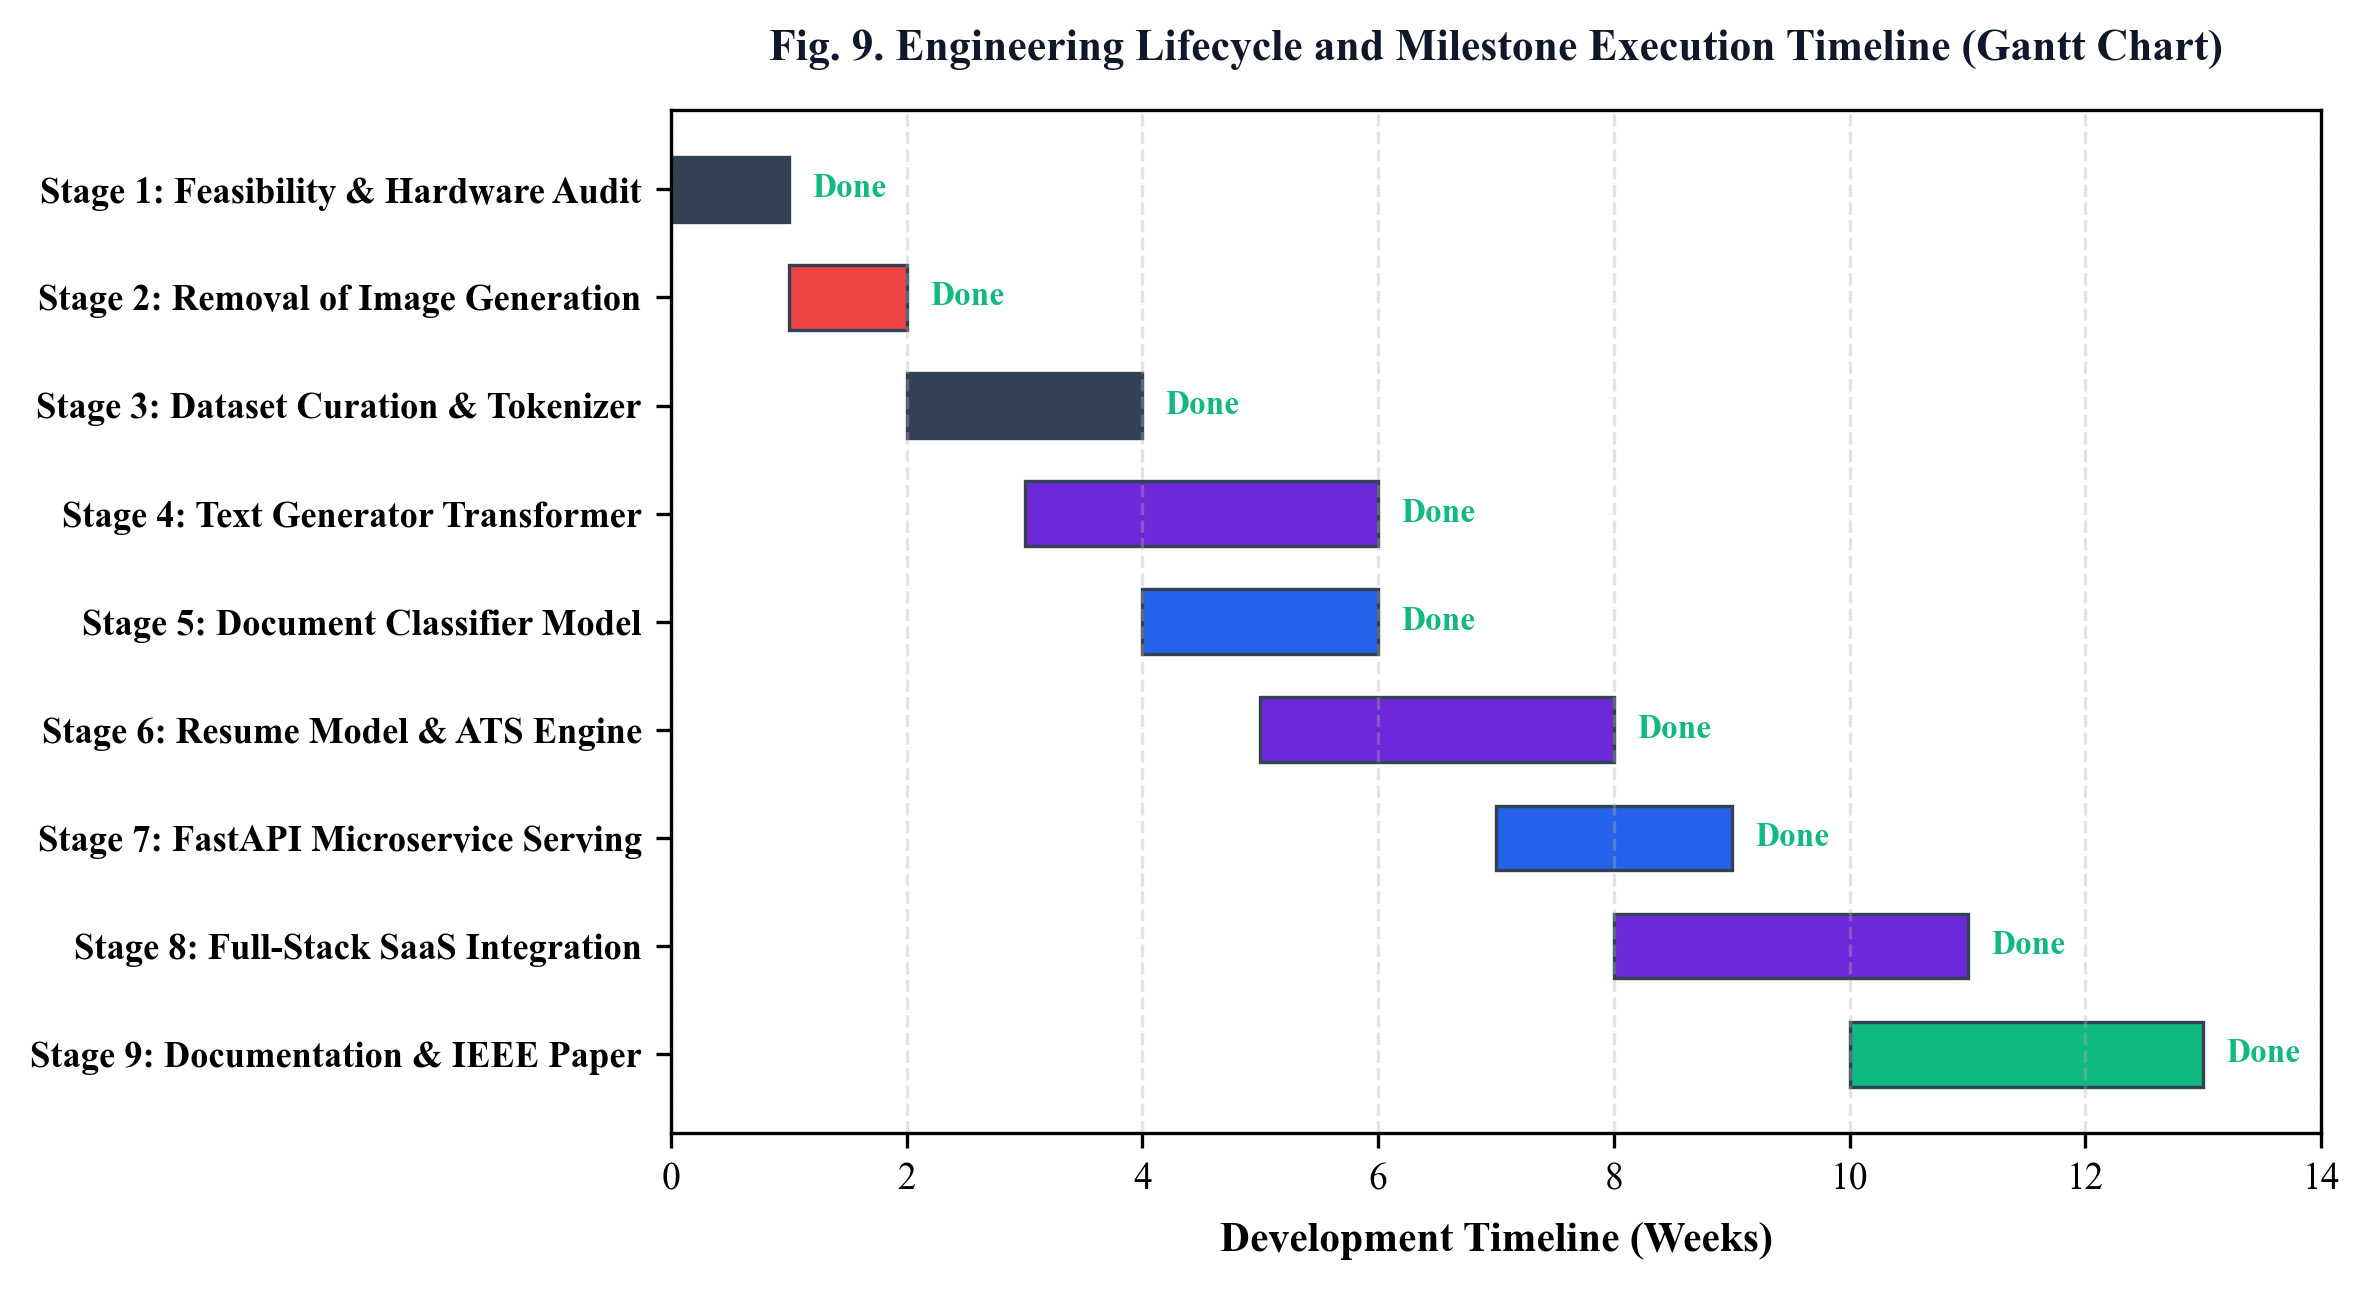 Fig. 9. Engineering Lifecycle and Milestone Execution Timeline (Gantt Chart)
Stage 1: Feasibility & Hardware Audit
Done
Stage 2: Removal of Image Generation
Done
Stage 3: Dataset Curation & Tokenizer
Done
Stage 4: Text Generator Transformer
Done
Stage 5: Document Classifier Model
Done
Stage 6: Resume Model & ATS Engine
Done
Stage 7: FastAPI Microservice Serving
Done
Stage 8: Full-Stack SaaS Integration
Done
Stage 9: Documentation & IEEE Paper
Done
0 2 4 6 8 10 12 14
Development Timeline (Weeks)